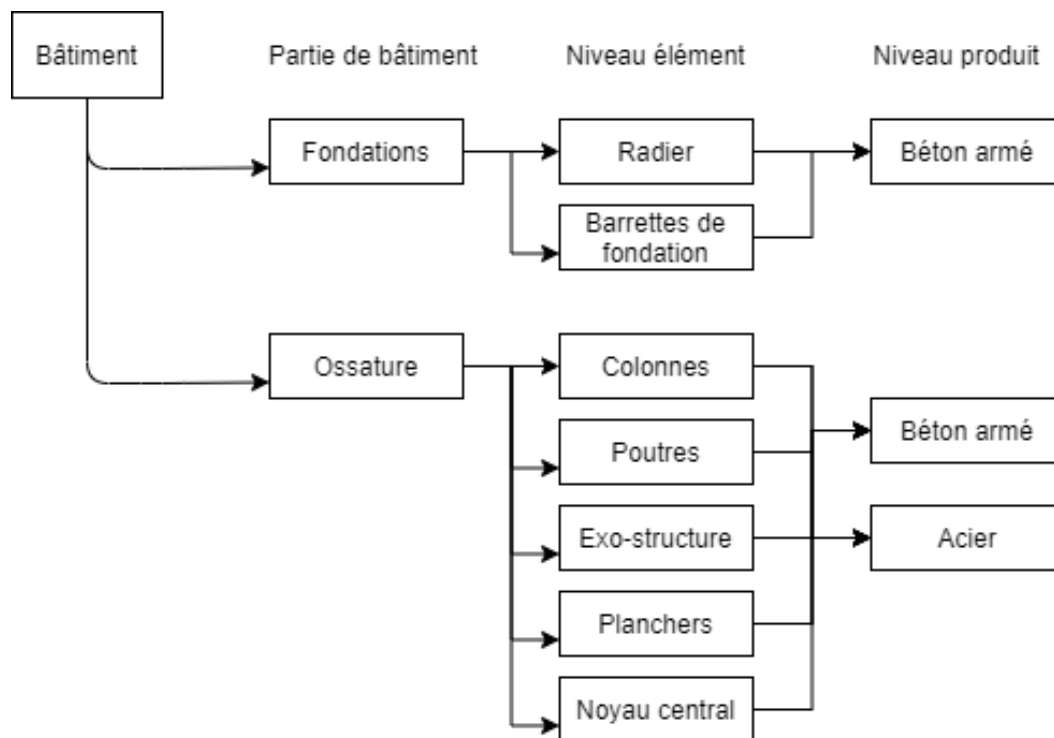 Bâtiment
Partie de bâtiment
Niveau élément
Niveau produit
Fondations
Radier
Béton armé
Barrettes de
fondation
Ossature
Colonnes
Béton armé
Poutres
Exo-structure
Acier
Planchers
Noyau central